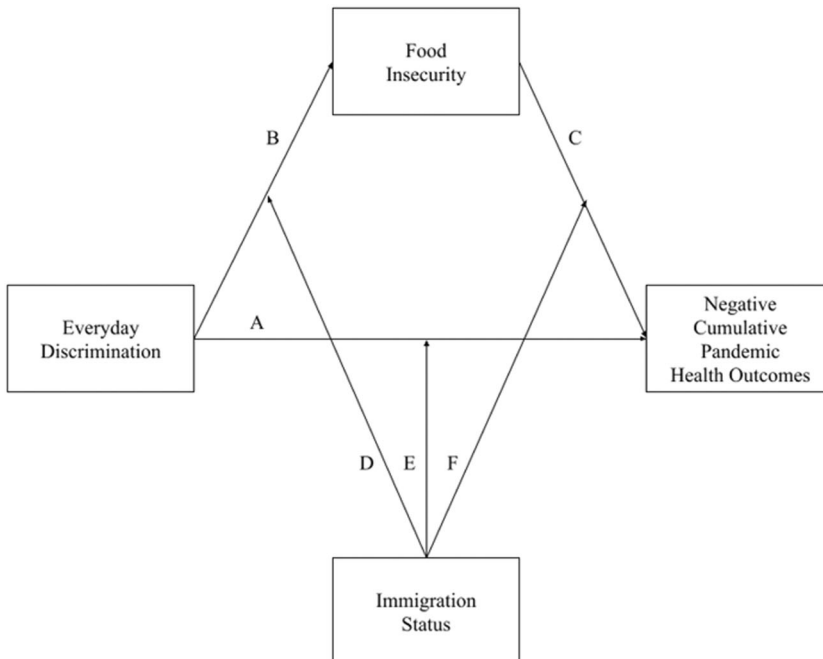 Food
Insecurity
B
C
Everyday
Discrimination
A
Negative
Cumulative
Pandemic
Health Outcomes
D
E
F
Immigration
Status